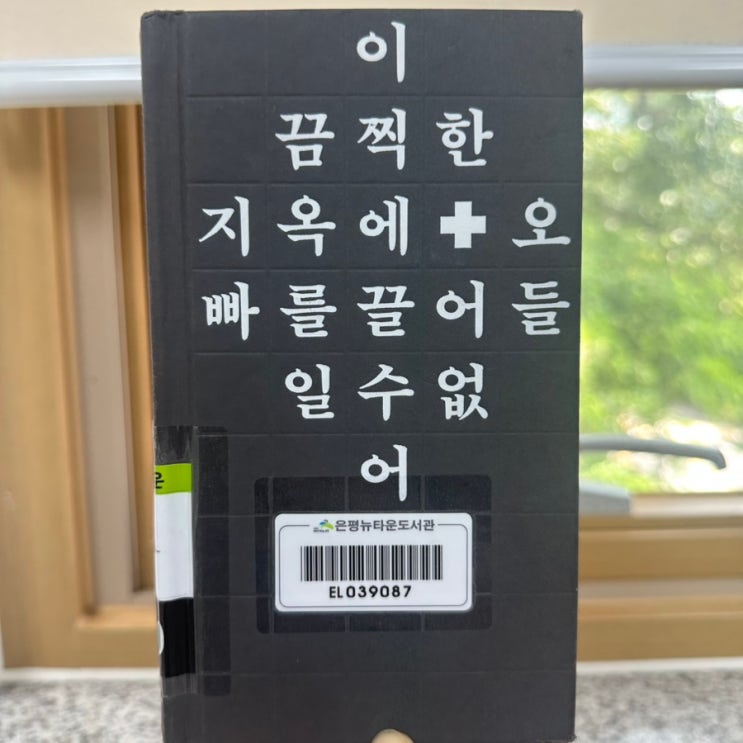 이
끔찍한
지옥에✚오
빠를끌어들
일수없
어
은평뉴타운도서관
EL039087
운